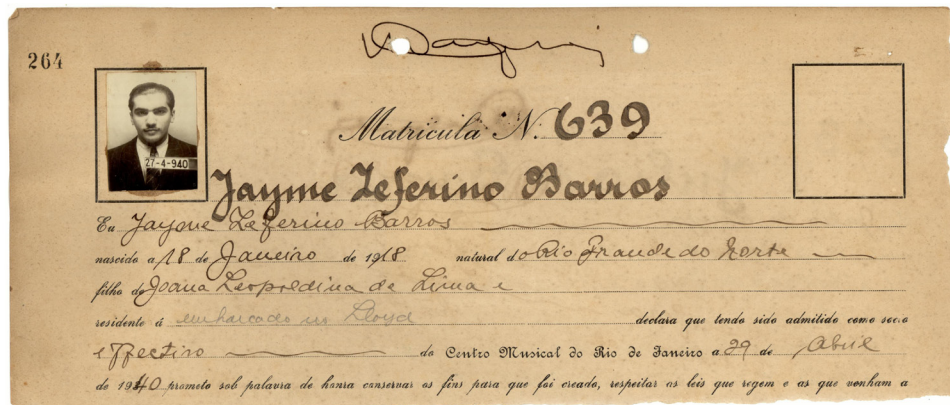 264
Matricula N. 639
27-4-940
Jayme Zeferino Barros
Eu Jayme Zeferino Barros
nascido a 18 de Janeiro de 1918 natural do Rio Grande do Norte
filho de Joana Leopoldina de Lima e
residente á embarcado no Lloyd declara que tendo sido admitido como socio
effectivo do Centro Musical do Rio de Janeiro a 29 de Abril
de 1940 prometo sob palavra de honra conservar os fins para que foi creado, respeitar as leis que regem e as que venham a